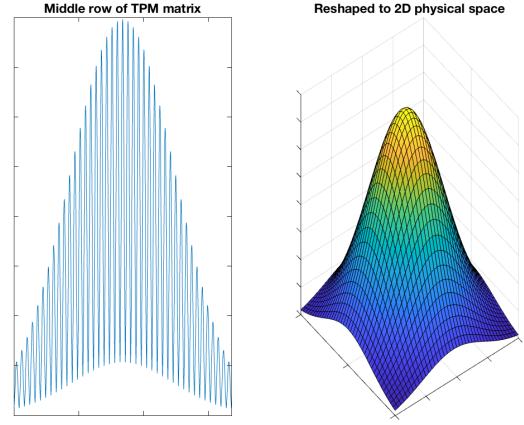 Middle row of TPM matrix
Reshaped to 2D physical space